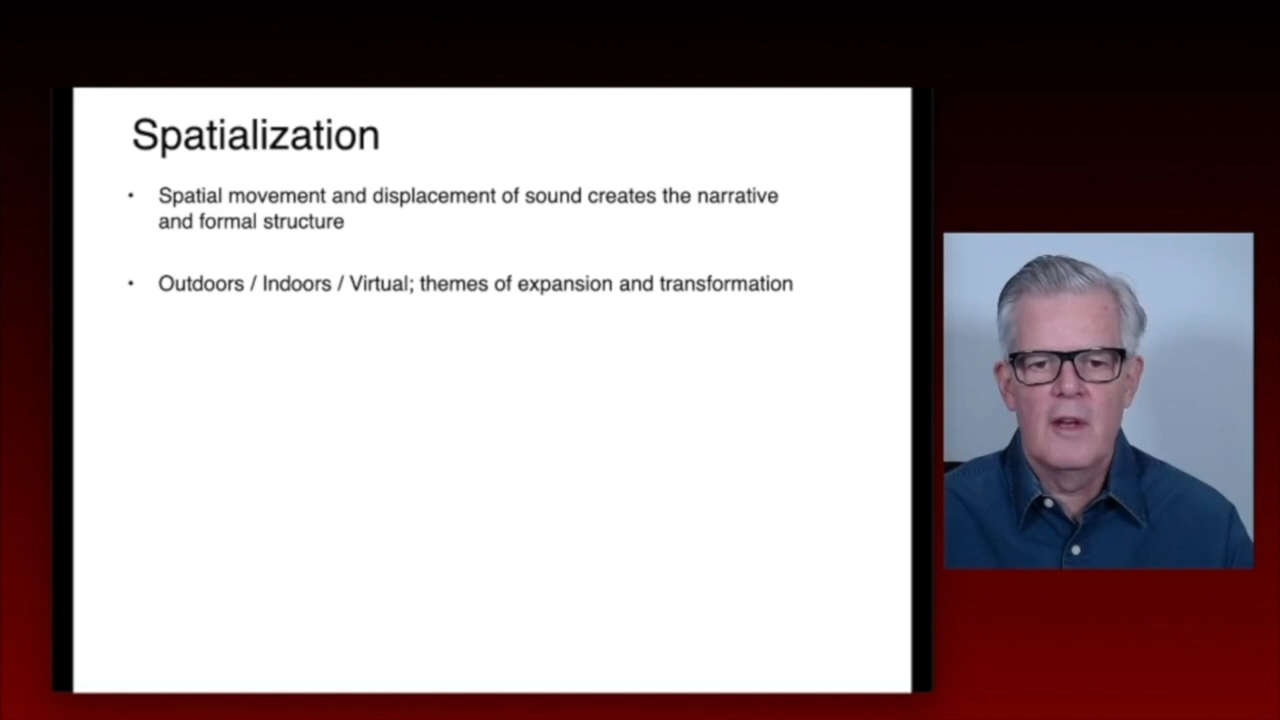 Spatialization
• Spatial movement and displacement of sound creates the narrative
and formal structure
• Outdoors / Indoors / Virtual; themes of expansion and transformation